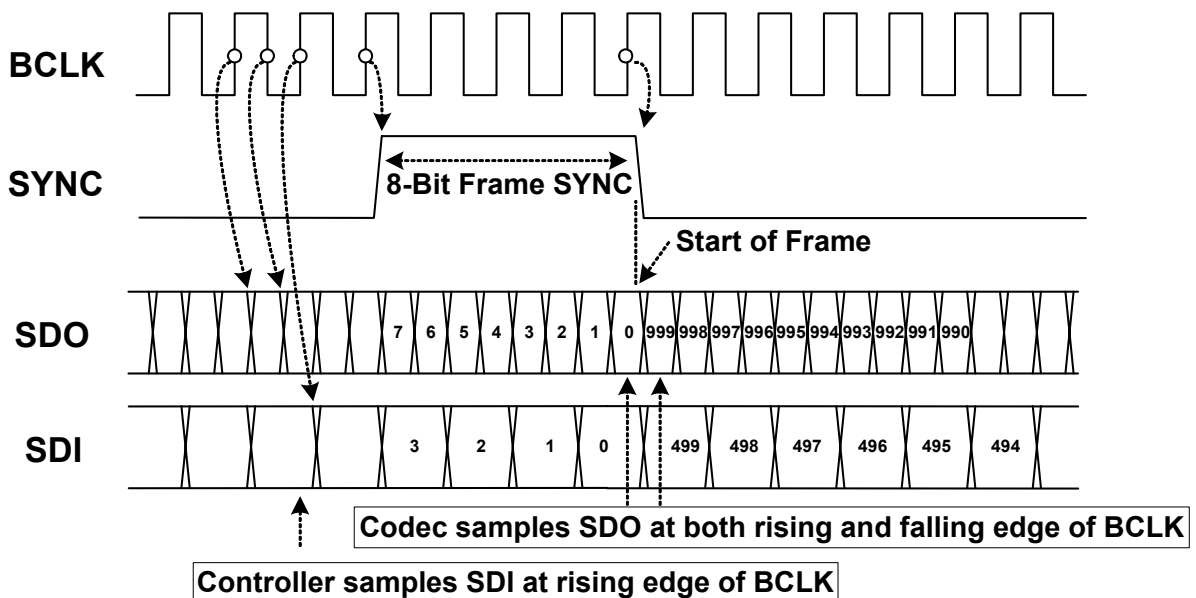 BCLK
SYNC
8-Bit Frame SYNC
Start of Frame
SDO
7 6 5 4 3 2 1 0 999 998 997 996 995 994 993 992 991 990
SDI
3 2 1 0 499 498 497 496 495 494
Codec samples SDO at both rising and falling edge of BCLK
Controller samples SDI at rising edge of BCLK